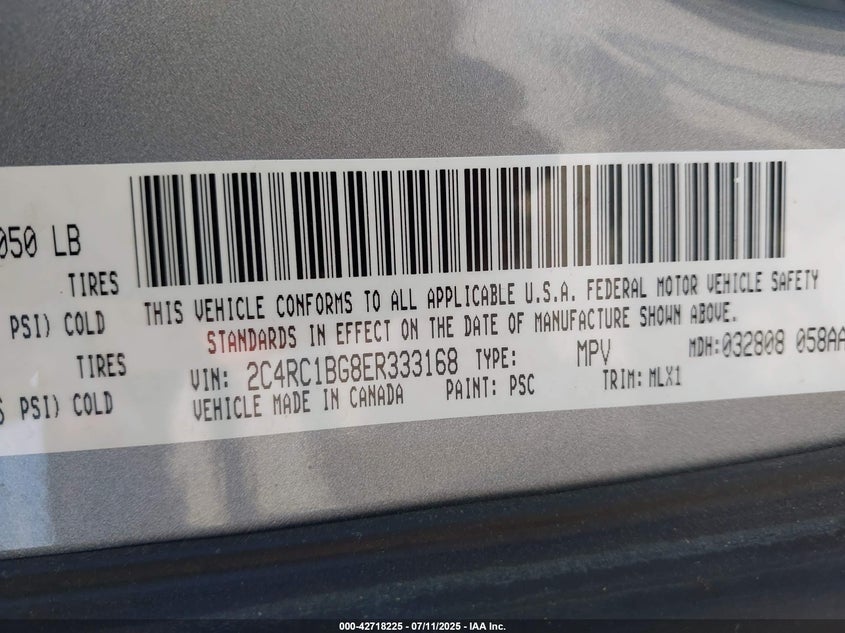 050 LB
TIRES
PSI) COLD
TIRES
PSI) COLD
THIS VEHICLE CONFORMS TO ALL APPLICABLE U.S.A. FEDERAL MOTOR VEHICLE SAFETY
STANDARDS IN EFFECT ON THE DATE OF MANUFACTURE SHOWN ABOVE.
VIN: 2C4RC1BG8ER333168 TYPE: MPV MDH:032808 058AA
VEHICLE MADE IN CANADA PAINT: PSC TRIM: MLX1
000-42718225 - 07/11/2025 - IAA Inc.